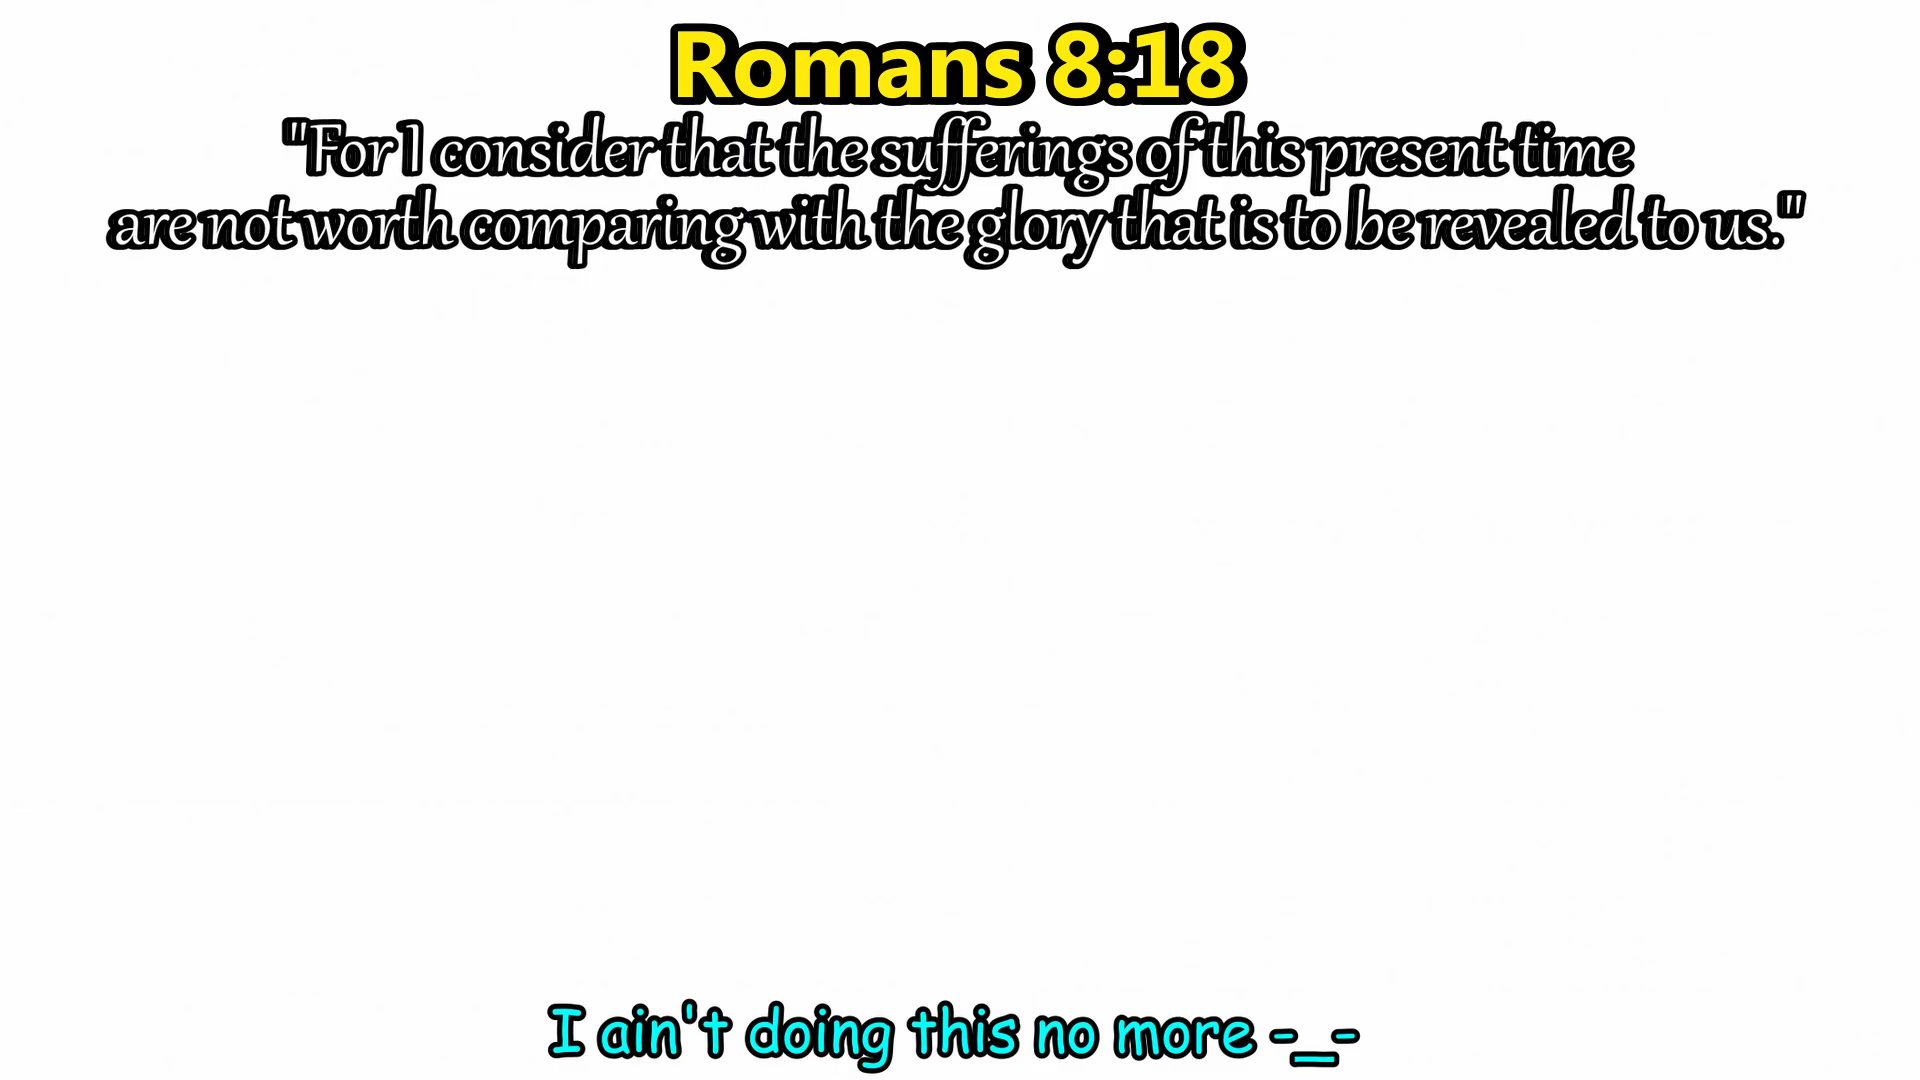 Romans 8:18
"For I consider that the sufferings of this present time
are not worth comparing with the glory that is to be revealed to us."
I ain't doing this no more -_-